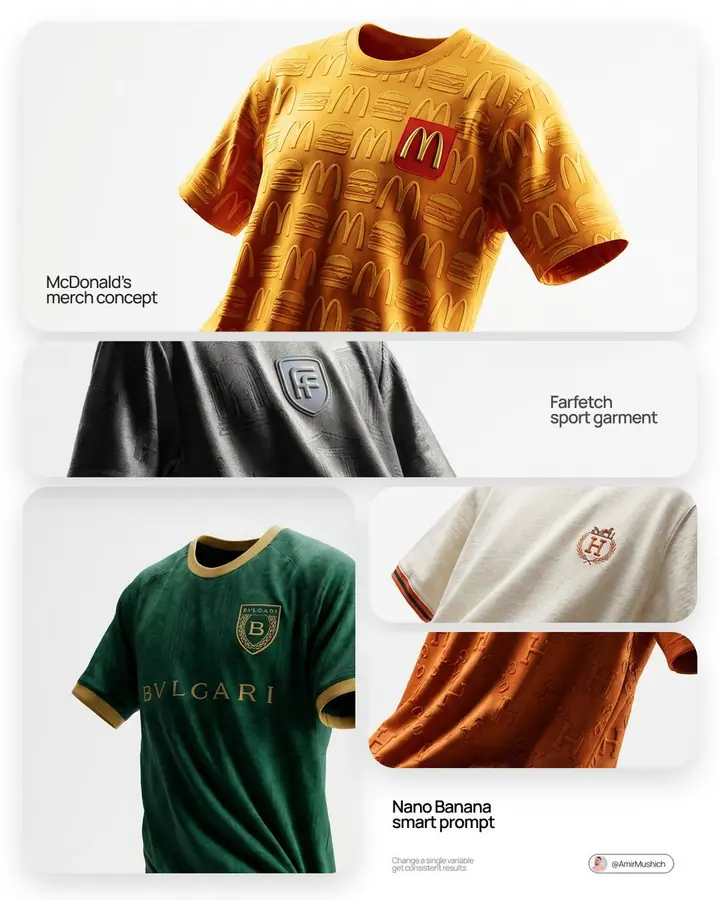 McDonald's
merch concept
Farfetch
sport garment
BVLGARI
B
BVLGARI
H
Nano Banana
smart prompt
Change a single variable
get consistent results
@AmirMushich